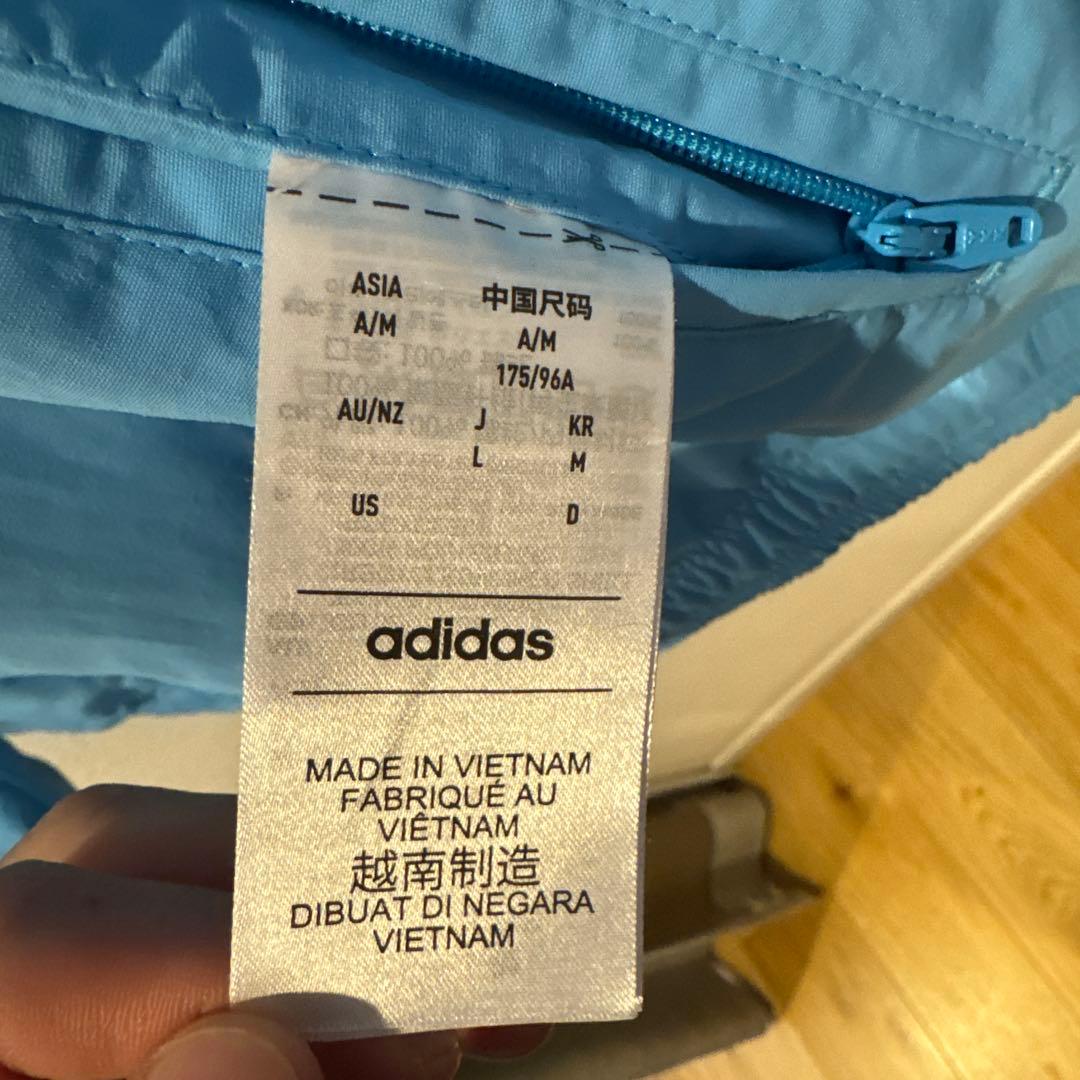 ASIA 中国尺码
A/M A/M
175/96A
AU/NZ J KR
L M
US D
adidas
MADE IN VIETNAM
FABRIQUÉ AU
VIÊTNAM
越南制造
DIBUAT DI NEGARA
VIETNAM